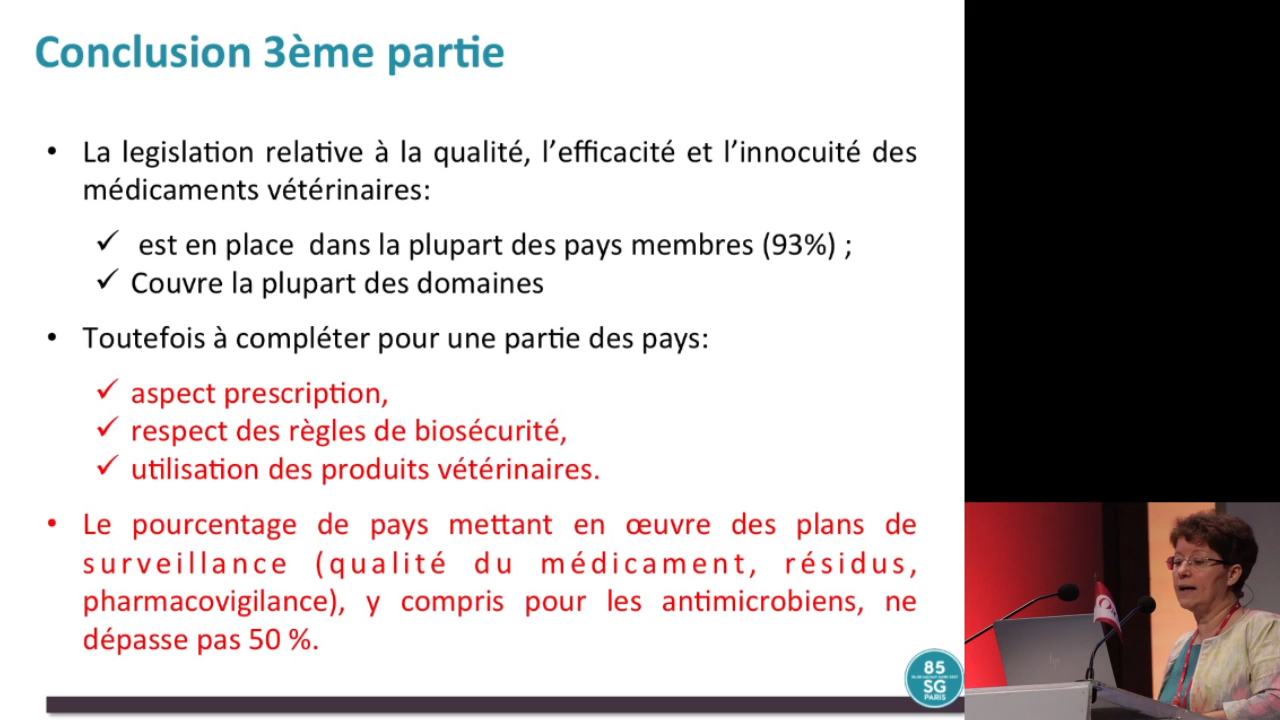 Conclusion 3ème partie
• La legislation relative à la qualité, l’efficacité et l’innocuité des
médicaments vétérinaires:
✓ est en place dans la plupart des pays membres (93%) ;
✓ Couvre la plupart des domaines
• Toutefois à compléter pour une partie des pays:
✓ aspect prescription,
✓ respect des règles de biosécurité,
✓ utilisation des produits vétérinaires.
• Le pourcentage de pays mettant en œuvre des plans de
surveillance (qualité du médicament, résidus,
pharmacovigilance), y compris pour les antimicrobiens, ne
dépasse pas 50 %.
85
SG
PARIS